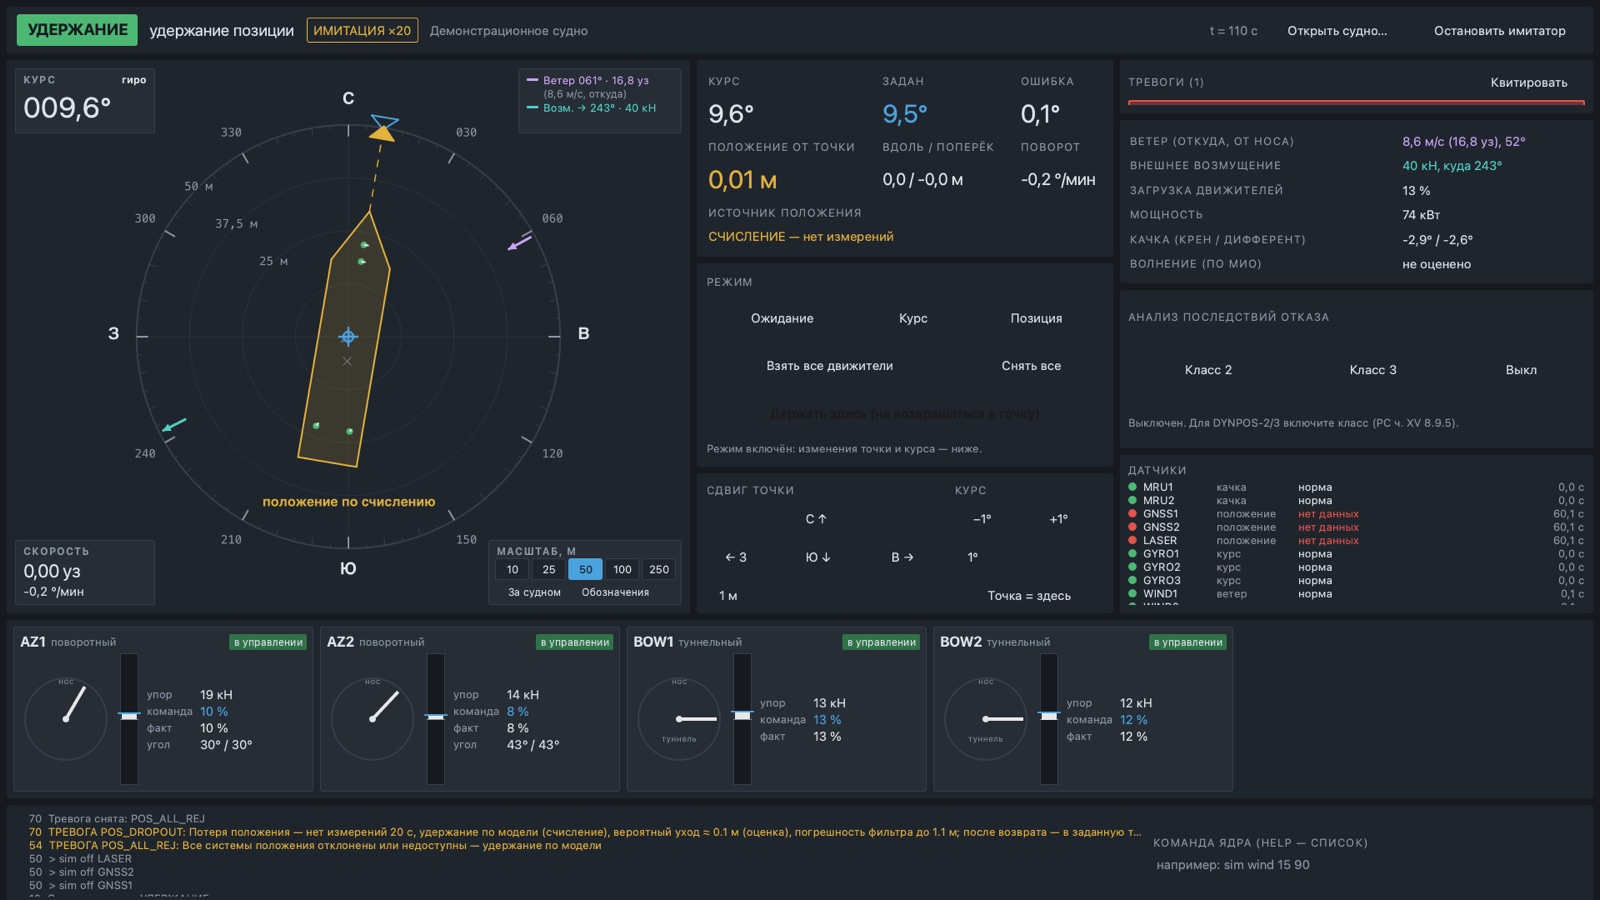 УДЕРЖАНИЕ удержание позиции ИМИТАЦИЯ ×20 Демонстрационное судно t = 110 с Открыть судно... Остановить имитатор
КУРС гиро
009,6°
Ветер 061° · 16,8 уз
(8,6 м/с, откуда)
Возм. → 243° · 40 кН
С
330
030
50 м
300
37,5 м
060
25 м
З
В
240
120
положение по счислению
210
150
Ю
СКОРОСТЬ
0,00 уз
-0,2 °/мин
МАСШТАБ, М
10 25 50 100 250
За судном Обозначения
КУРС ЗАДАН ОШИБКА
9,6° 9,5° 0,1°
ПОЛОЖЕНИЕ ОТ ТОЧКИ ВДОЛЬ / ПОПЕРЁК ПОВОРОТ
0,01 м 0,0 / -0,0 м -0,2 °/мин
ИСТОЧНИК ПОЛОЖЕНИЯ
СЧИСЛЕНИЕ — нет измерений
РЕЖИМ
Ожидание Курс Позиция
Взять все движители Снять все
Держать здесь (не возвращаться в точку)
Режим включён: изменения точки и курса — ниже.
СДВИГ ТОЧКИ КУРС
С ↑ −1° +1°
← З Ю ↓ В → 1°
1 м Точка = здесь
ТРЕВОГИ (1) Квитировать
ВЕТЕР (ОТКУДА, ОТ НОСА) 8,6 м/с (16,8 уз), 52°
ВНЕШНЕЕ ВОЗМУЩЕНИЕ 40 кН, куда 243°
ЗАГРУЗКА ДВИЖИТЕЛЕЙ 13 %
МОЩНОСТЬ 74 кВт
КАЧКА (КРЕН / ДИФФЕРЕНТ) -2,9° / -2,6°
ВОЛНЕНИЕ (ПО МИО) не оценено
АНАЛИЗ ПОСЛЕДСТВИЙ ОТКАЗА
Класс 2 Класс 3 Выкл
Выключен. Для DYNPOS-2/3 включите класс (РС ч. XV 8.9.5).
ДАТЧИКИ
MRU1 качка норма 0,0 с
MRU2 качка норма 0,0 с
GNSS1 положение нет данных 60,1 с
GNSS2 положение нет данных 60,1 с
LASER положение нет данных 60,1 с
GYRO1 курс норма 0,0 с
GYRO2 курс норма 0,0 с
GYRO3 курс норма 0,0 с
WIND1 ветер норма 0,1 с
AZ1 поворотный в управлении
нос
упор 19 кН
команда 10 %
факт 10 %
угол 30° / 30°
AZ2 поворотный в управлении
нос
упор 14 кН
команда 8 %
факт 8 %
угол 43° / 43°
BOW1 туннельный в управлении
нос
туннель
упор 13 кН
команда 13 %
факт 13 %
BOW2 туннельный в управлении
нос
туннель
упор 12 кН
команда 12 %
факт 12 %
70 Тревога снята: POS_ALL_REJ
70 ТРЕВОГА POS_DROPOUT: Потеря положения — нет измерений 20 с, удержание по модели (счисление), вероятный уход ≈ 0.1 м (оценка), погрешность фильтра до 1.1 м; после возврата — в заданную т…
54 ТРЕВОГА POS_ALL_REJ: Все системы положения отклонены или недоступны — удержание по модели
50 > sim off LASER
50 > sim off GNSS2
50 > sim off GNSS1
КОМАНДА ЯДРА (HELP — СПИСОК)
например: sim wind 15 90